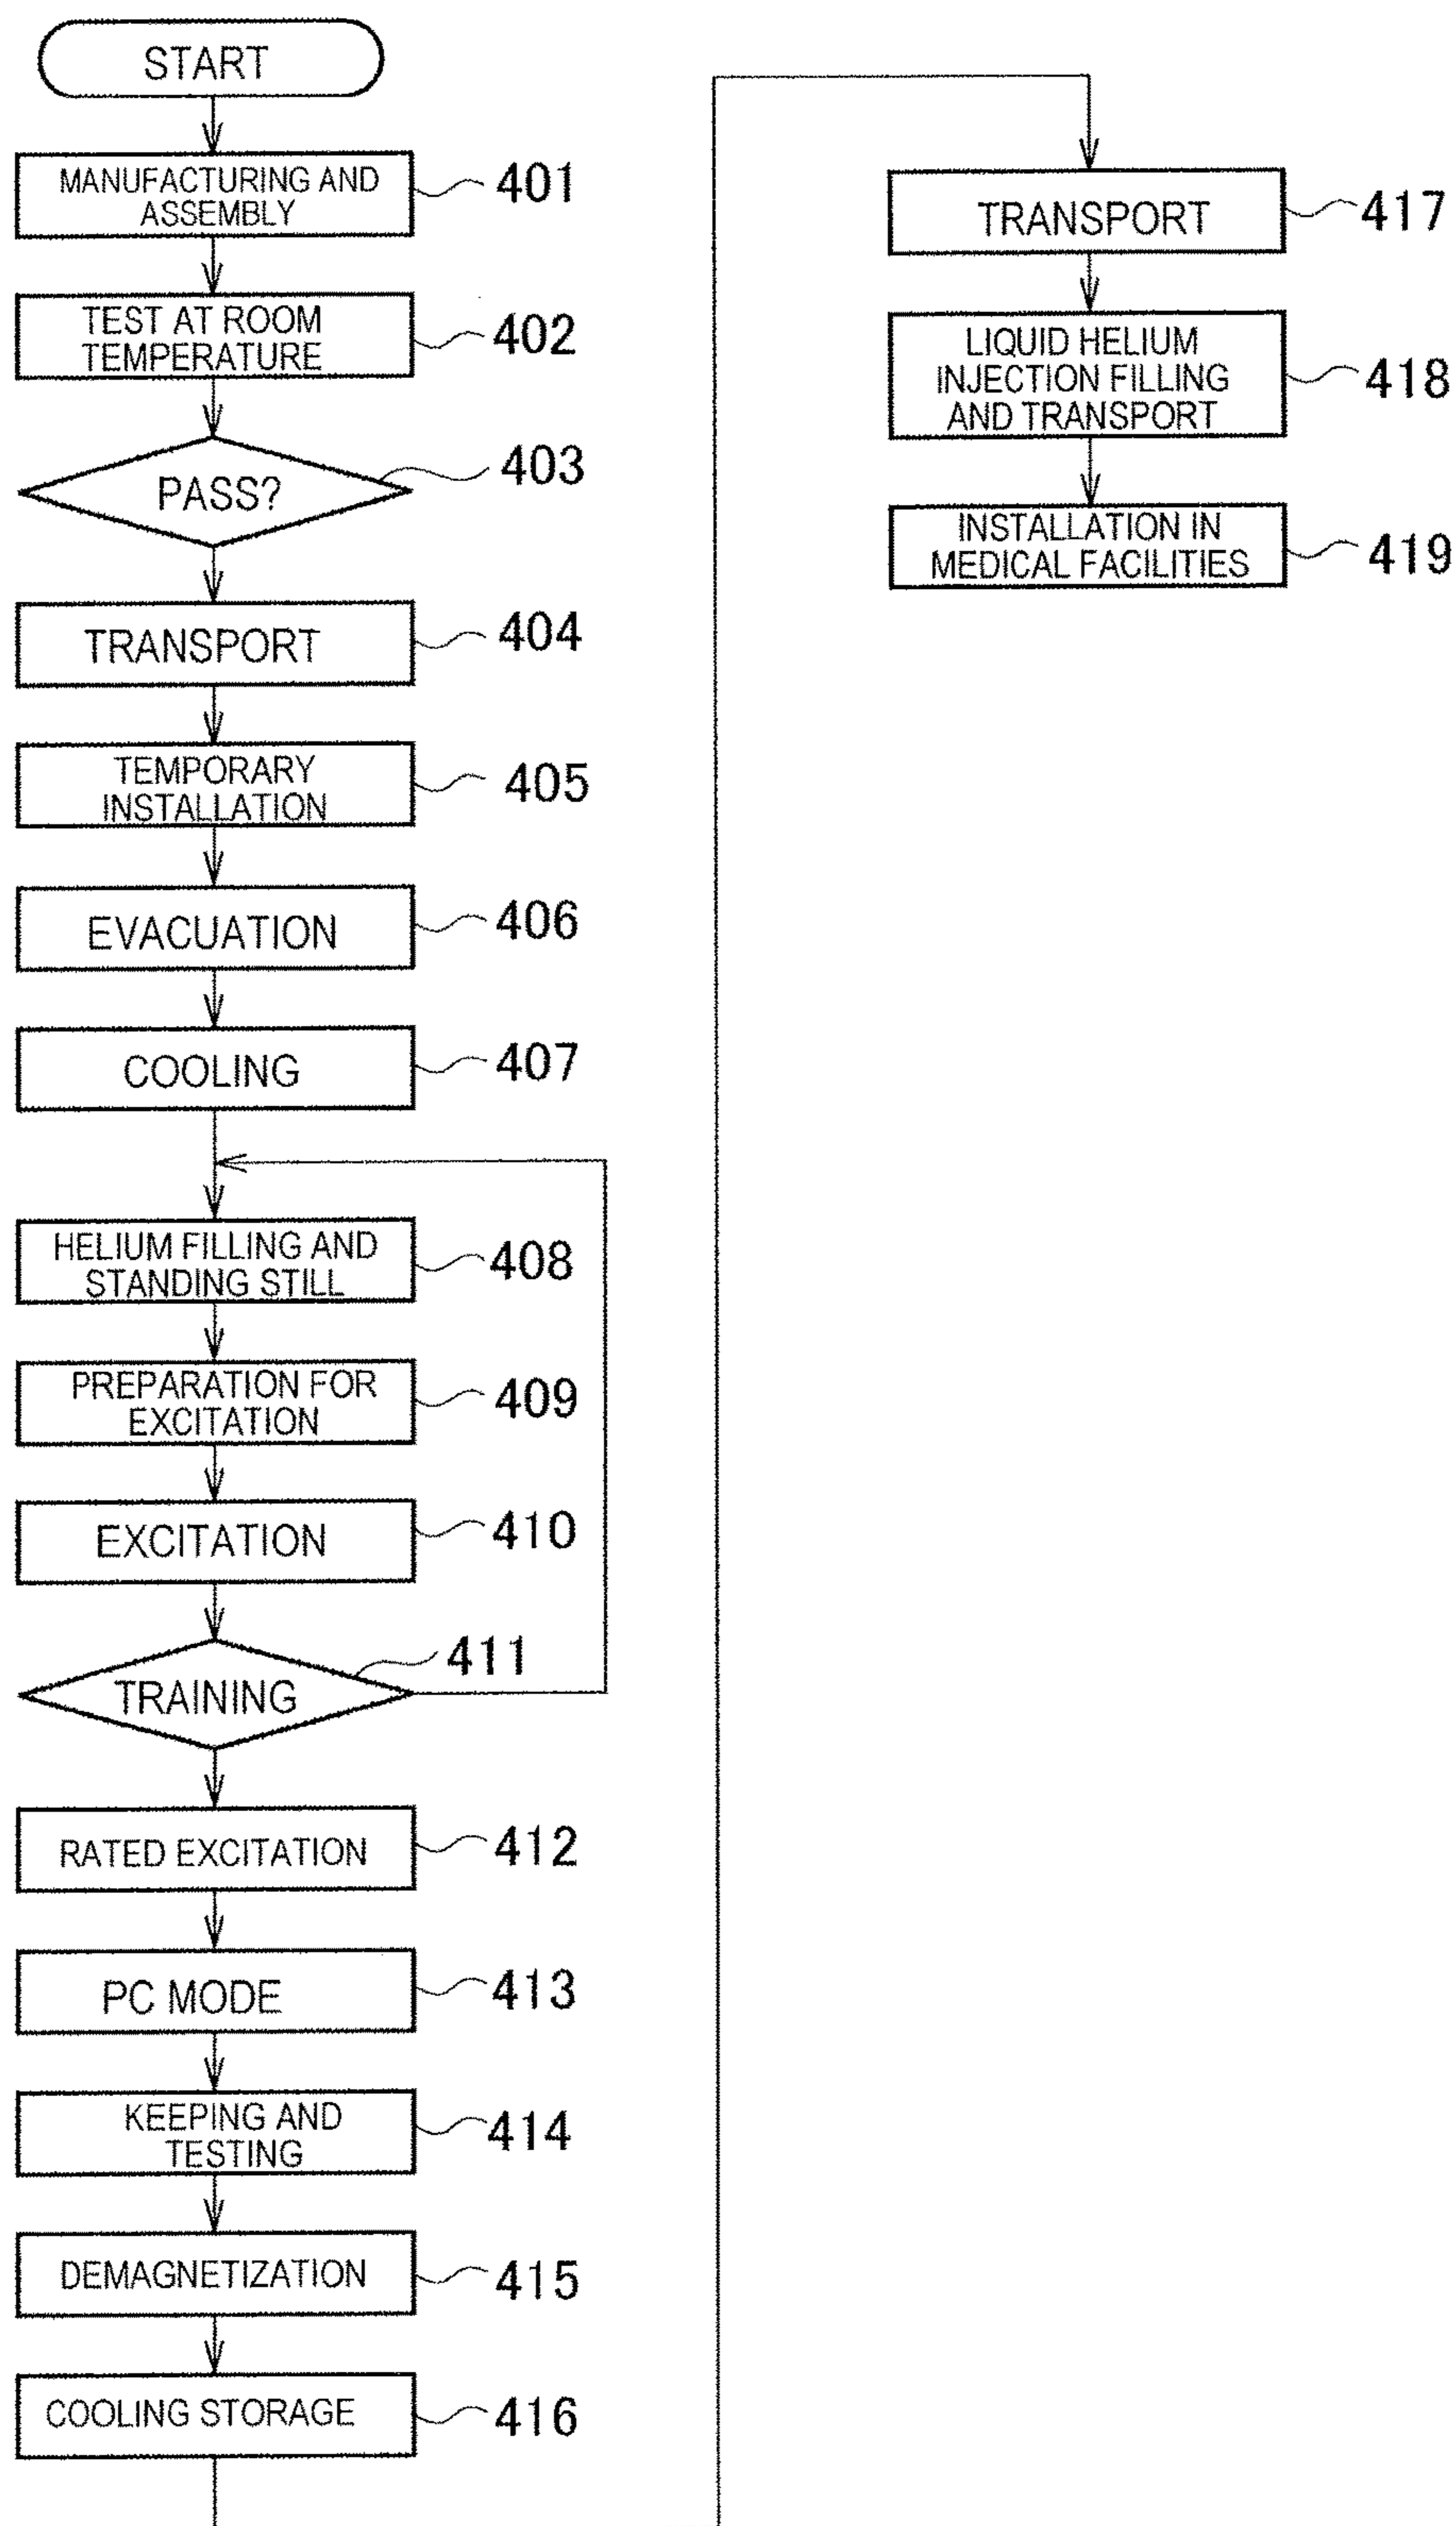 START
MANUFACTURING AND
ASSEMBLY
401
TEST AT ROOM
TEMPERATURE
402
PASS?
403
TRANSPORT
404
TEMPORARY
INSTALLATION
405
EVACUATION
406
COOLING
407
HELIUM FILLING AND
STANDING STILL
408
PREPARATION FOR
EXCITATION
409
EXCITATION
410
TRAINING
411
RATED EXCITATION
412
PC MODE
413
KEEPING AND
TESTING
414
DEMAGNETIZATION
415
COOLING STORAGE
416
TRANSPORT
417
LIQUID HELIUM
INJECTION FILLING
AND TRANSPORT
418
INSTALLATION IN
MEDICAL FACILITIES
419